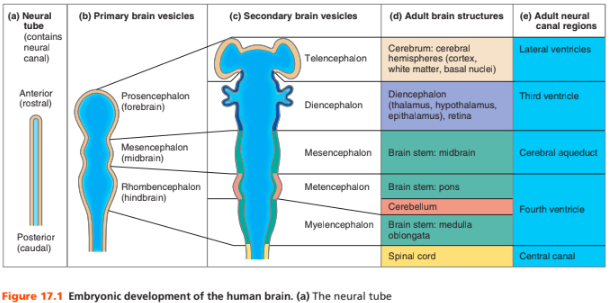 (a) Neural
tube
(contains
neural
canal)
Anterior
(rostral)
Posterior
(caudal)
(b) Primary brain vesicles
Prosencephalon
(forebrain)
Mesencephalon
(midbrain)
Rhombencephalon
(hindbrain)
(c) Secondary brain vesicles
Telencephalon
Diencephalon
Mesencephalon
Metencephalon
Myelencephalon
(d) Adult brain structures
Cerebrum: cerebral
hemispheres (cortex,
white matter, basal nuclei)
Diencephalon
(thalamus, hypothalamus,
epithalamus), retina
Brain stem: midbrain
Brain stem: pons
Cerebellum
Brain stem: medulla
oblongata
Spinal cord
(e) Adult neural
canal regions
Lateral ventricles
Third ventricle
Cerebral aqueduct
Fourth ventricle
Central canal
Figure 17.1 Embryonic development of the human brain. (a) The neural tube